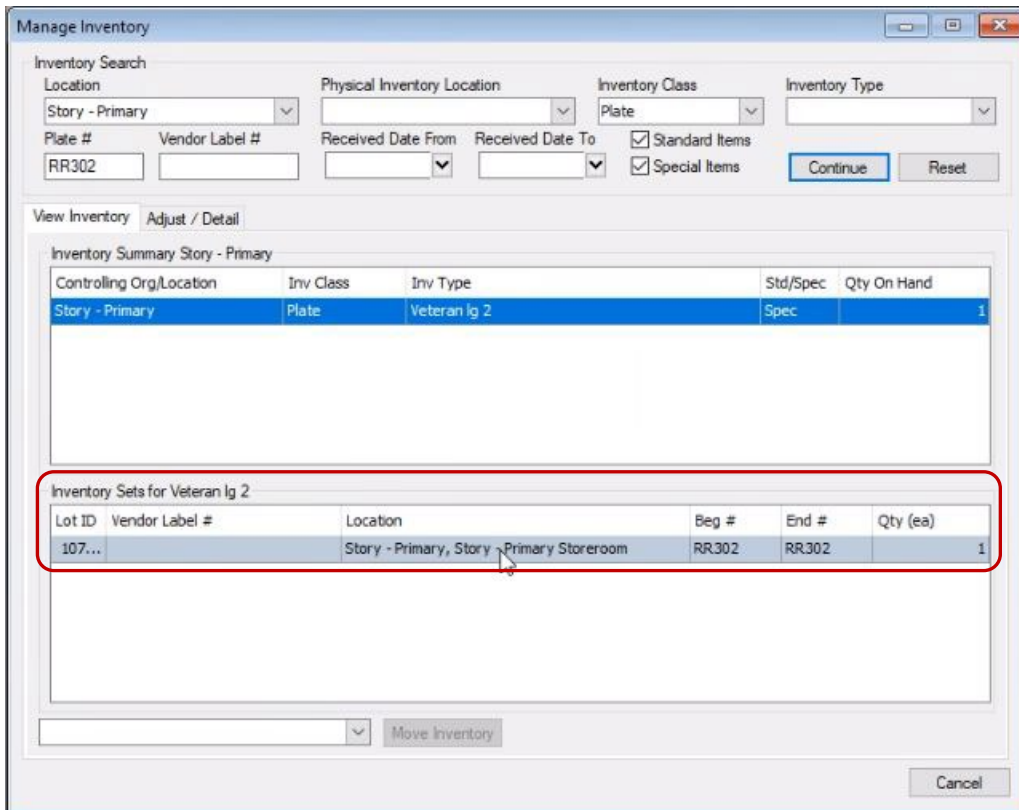 Manage Inventory
Inventory Search
Location Physical Inventory Location Inventory Class Inventory Type
Story - Primary Plate
Plate # Vendor Label # Received Date From Received Date To Standard Items
RR302 Special Items Continue Reset
View Inventory Adjust / Detail
Inventory Summary Story - Primary
Controlling Org/Location Inv Class Inv Type Std/Spec Qty On Hand
Story - Primary Plate Veteran lg 2 Spec 1
Inventory Sets for Veteran lg 2
Lot ID Vendor Label # Location Beg # End # Qty (ea)
107... Story - Primary, Story - Primary Storeroom RR302 RR302 1
Move Inventory
Cancel